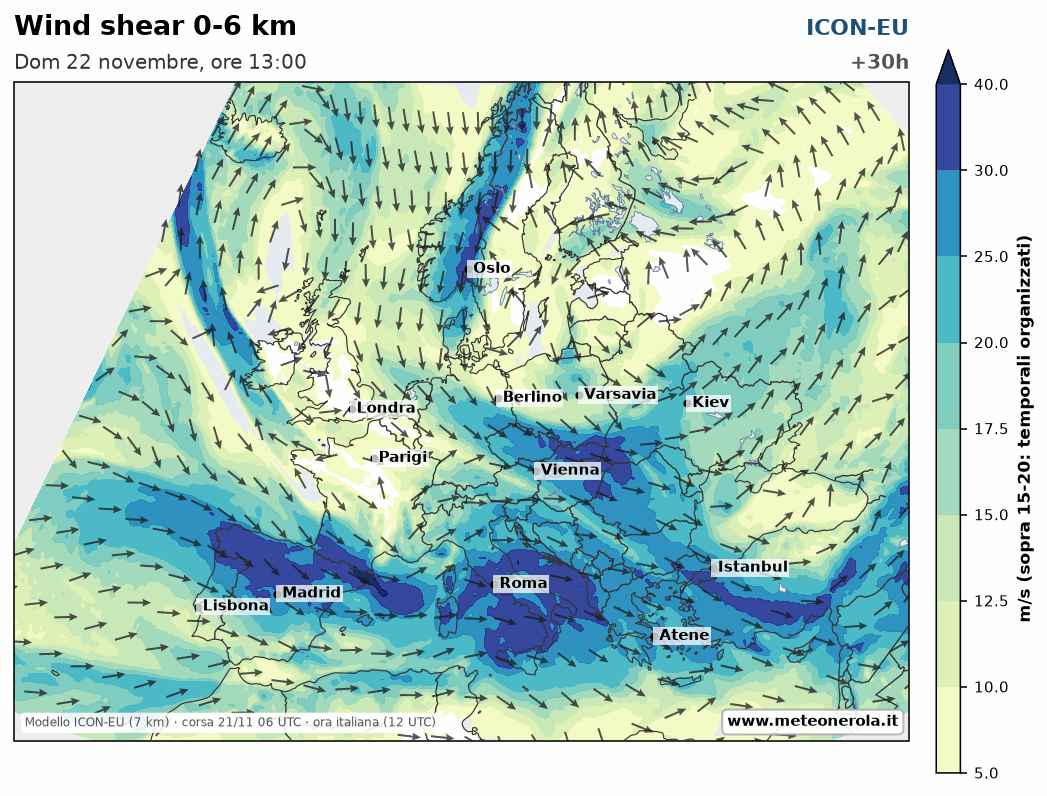 Wind shear 0-6 km
ICON-EU
Dom 22 novembre, ore 13:00
+30h
40.0
30.0
25.0
20.0
17.5
15.0
12.5
10.0
5.0
m/s (sopra 15-20: temporali organizzati)
Oslo
Berlino
Varsavia
Kiev
Londra
Parigi
Vienna
Istanbul
Roma
Madrid
Lisbona
Atene
Modello ICON-EU (7 km) · corsa 21/11 06 UTC · ora italiana (12 UTC)
www.meteonerola.it